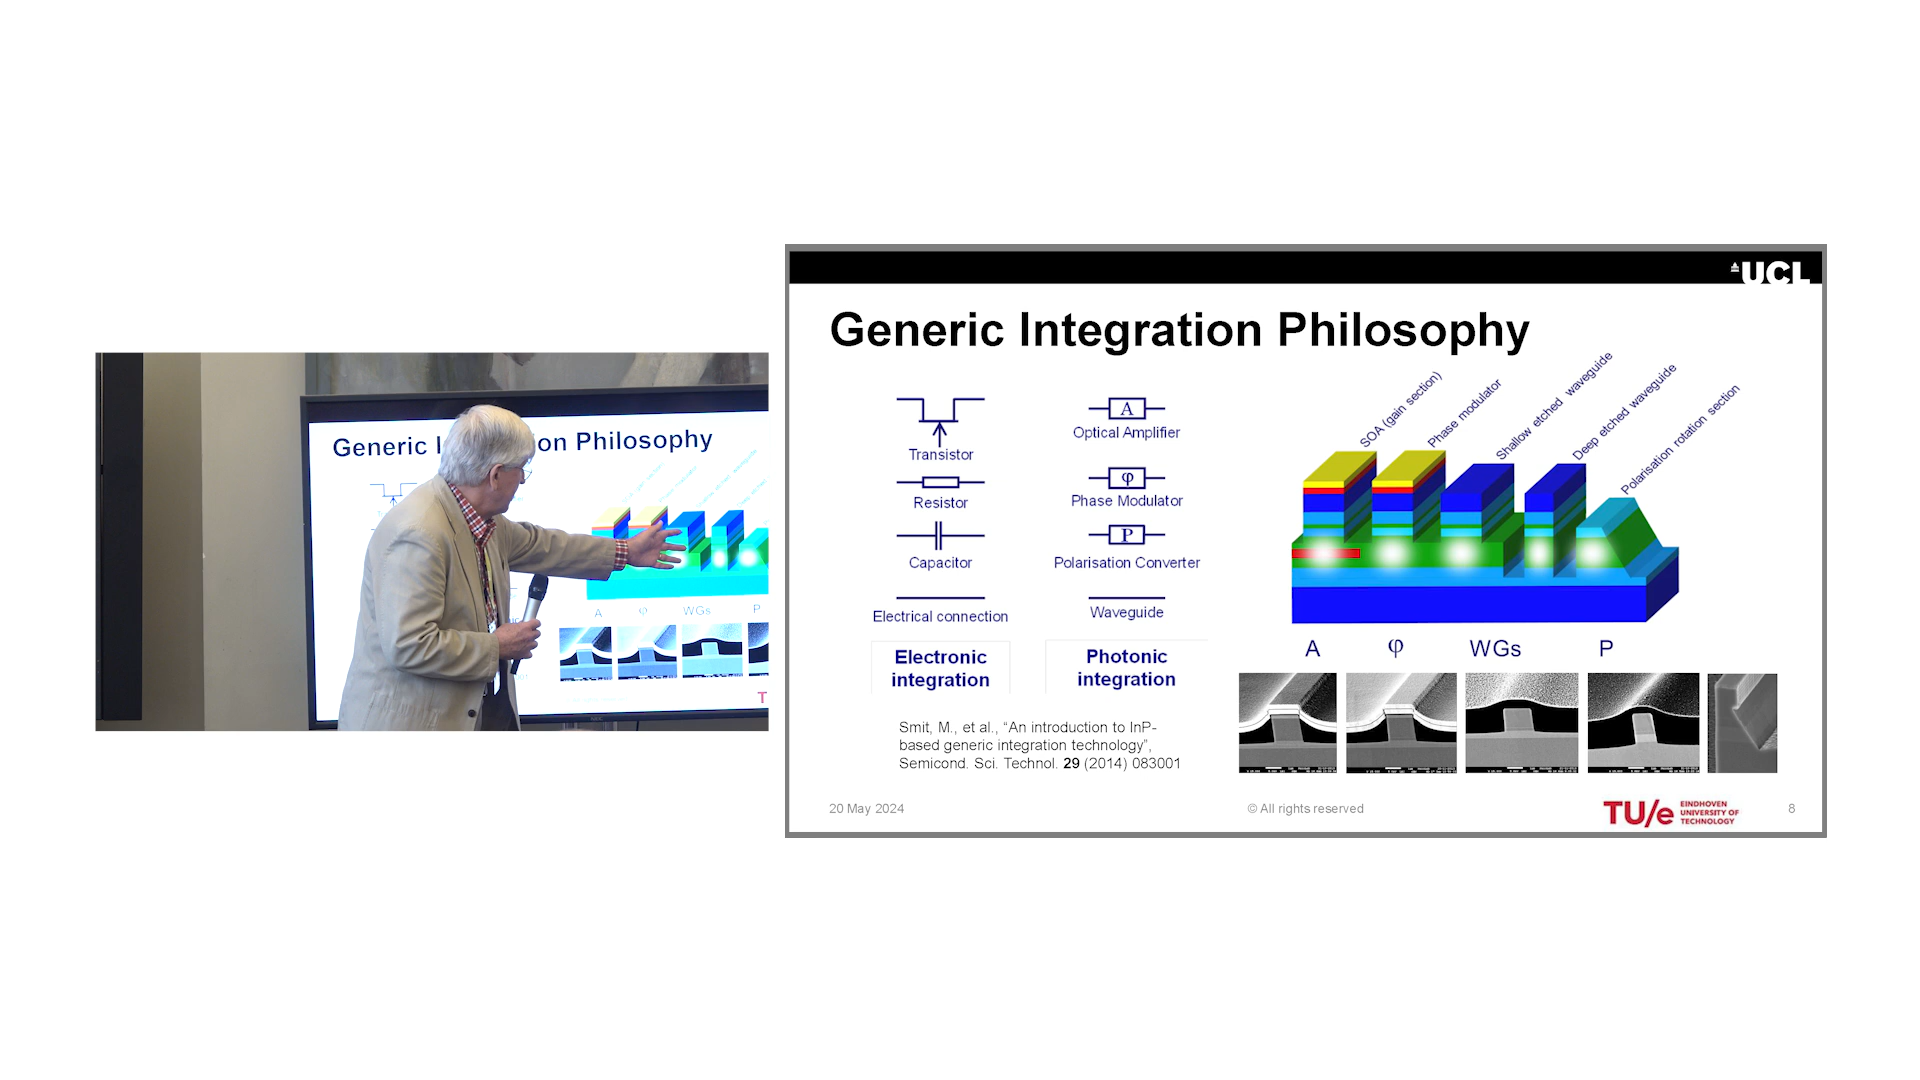 Generic I
on Philosophy
A
φ
WGs
P
T
UCL
Generic Integration Philosophy
Transistor
Resistor
Capacitor
Electrical connection
Electronic
integration
A
Optical Amplifier
φ
Phase Modulator
P
Polarisation Converter
Waveguide
Photonic
integration
SOA (gain section)
Phase modulator
Shallow etched waveguide
Deep etched waveguide
Polarisation rotation section
A
φ
WGs
P
Smit, M., et al., “An introduction to InP-
based generic integration technology”,
Semicond. Sci. Technol. 29 (2014) 083001
20 May 2024
© All rights reserved
TU/e EINDHOVEN
UNIVERSITY OF
TECHNOLOGY
8